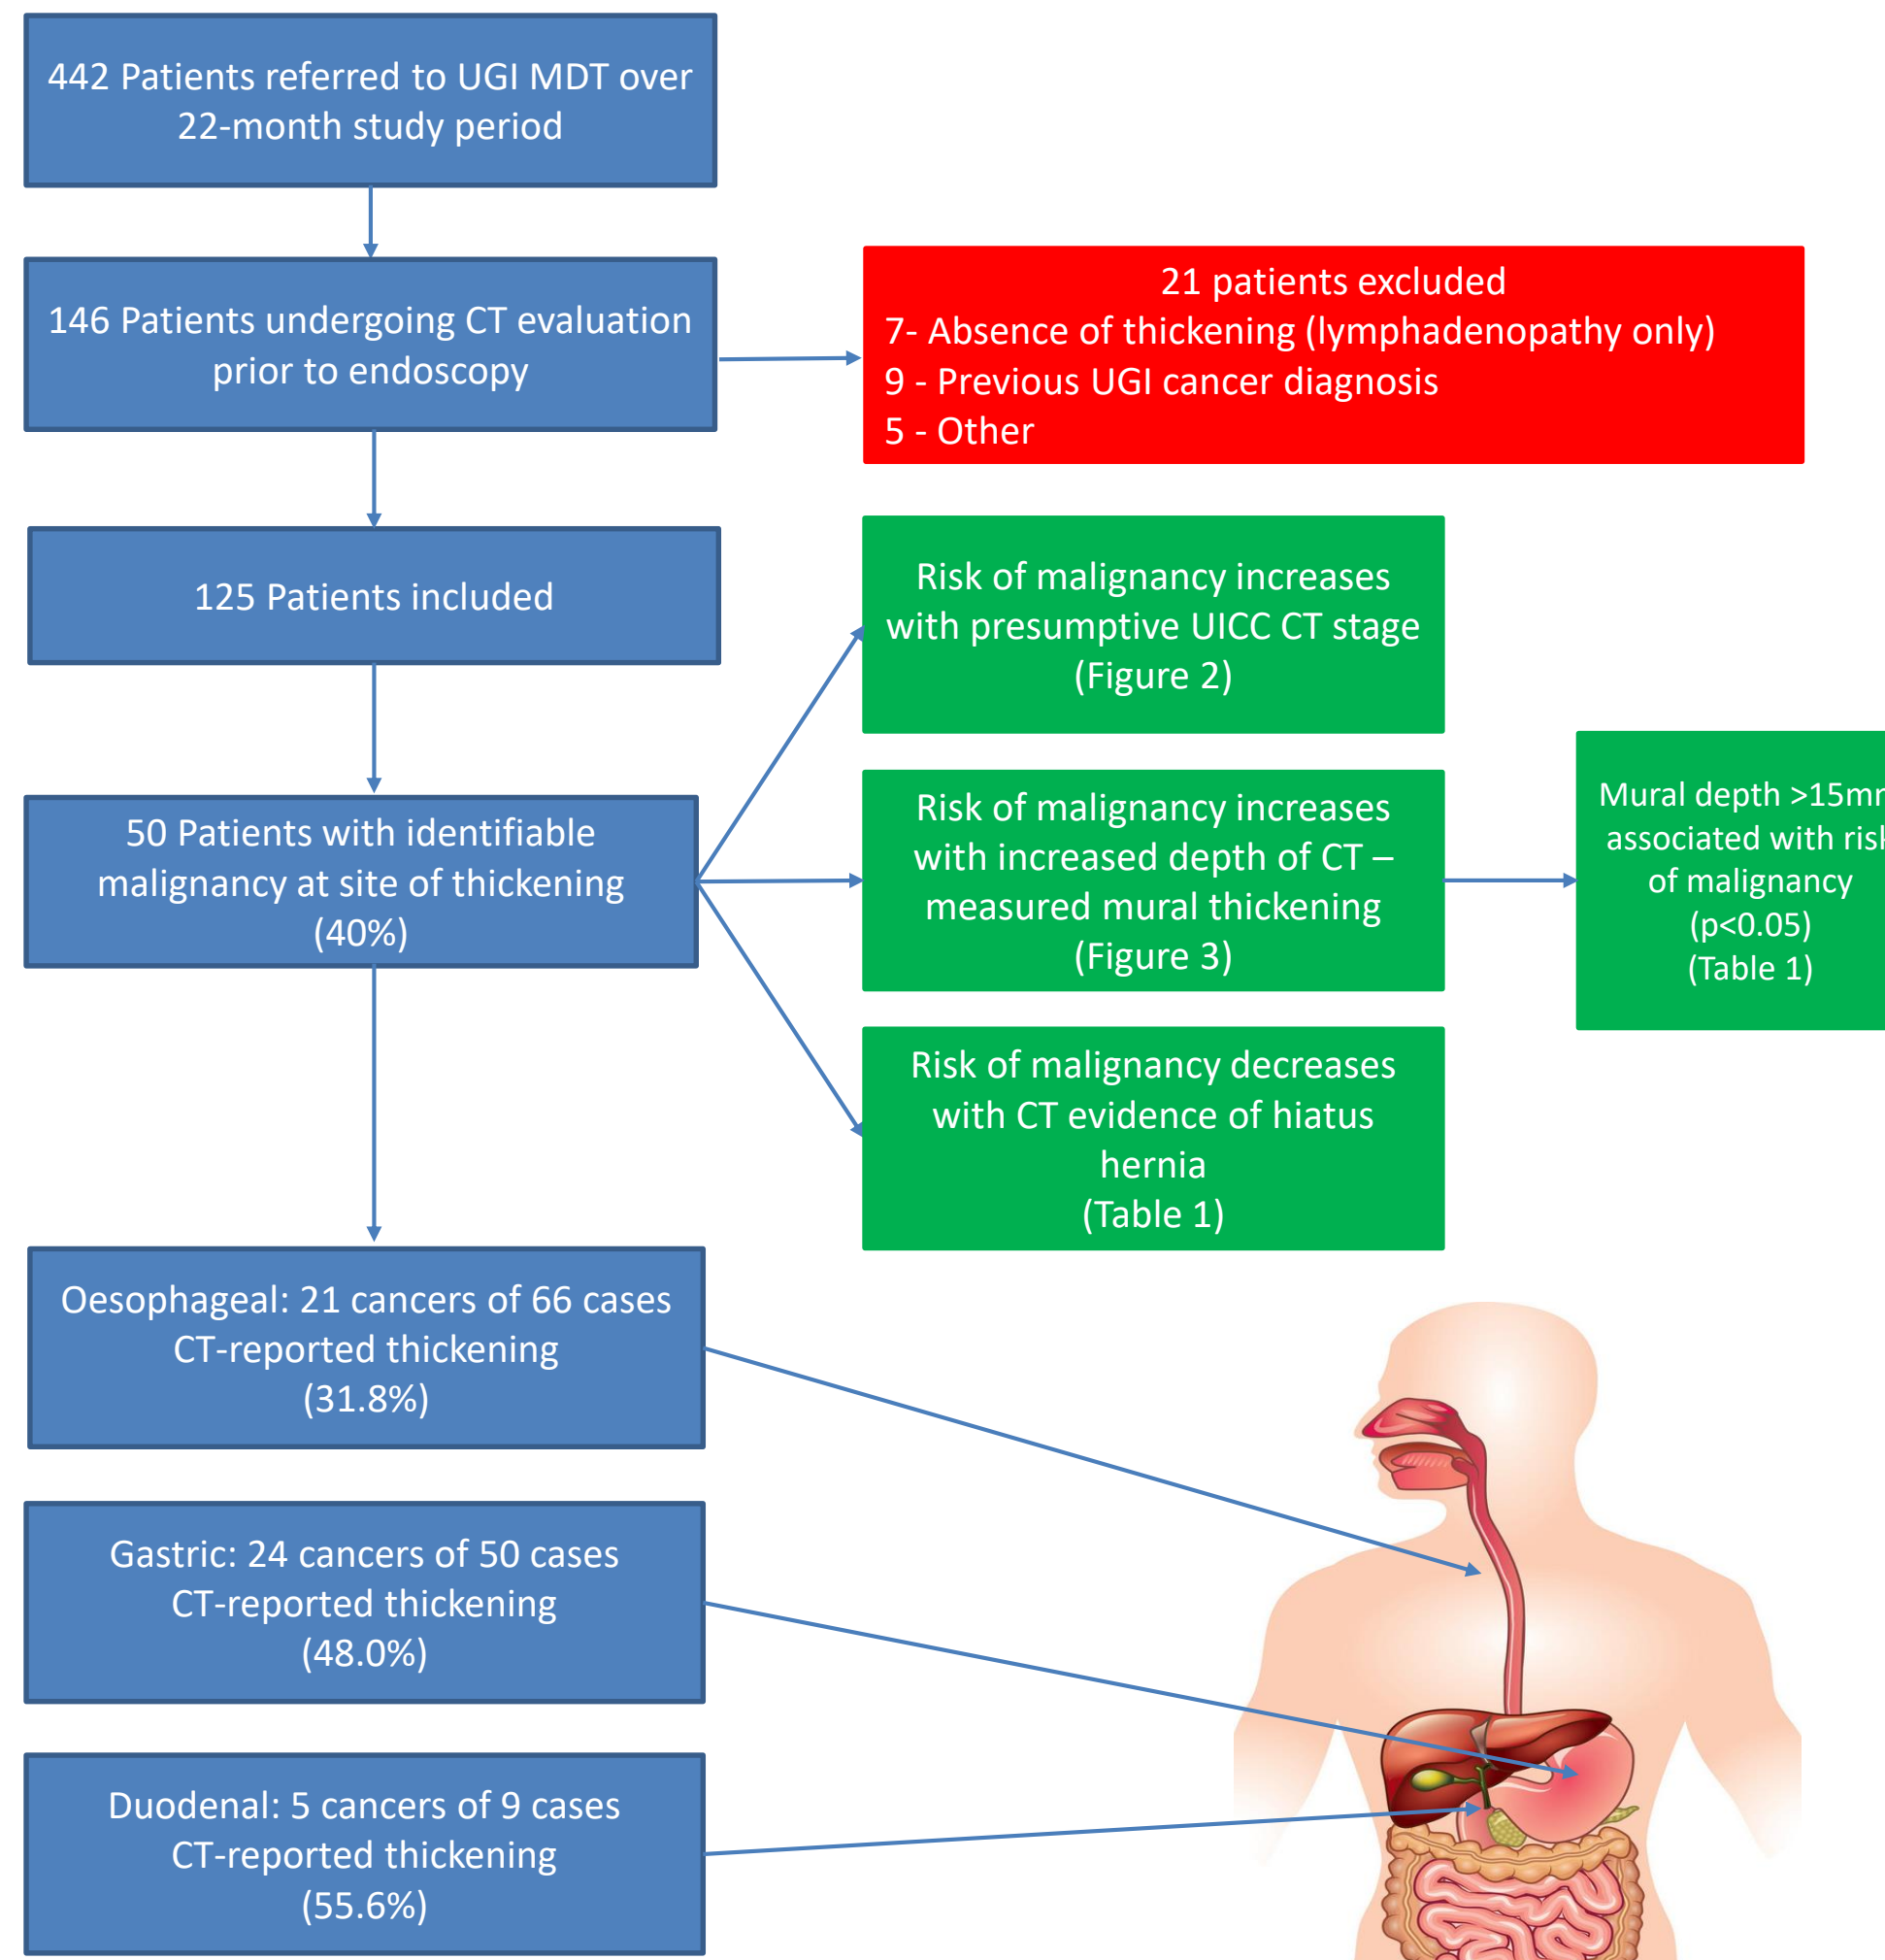 442 Patients referred to UGI MDT over
22-month study period
146 Patients undergoing CT evaluation
prior to endoscopy
21 patients excluded
7- Absence of thickening (lymphadenopathy only)
9 - Previous UGI cancer diagnosis
5 - Other
125 Patients included
Risk of malignancy increases
with presumptive UICC CT stage
(Figure 2)
50 Patients with identifiable
malignancy at site of thickening
(40%)
Risk of malignancy increases
with increased depth of CT –
measured mural thickening
(Figure 3)
Mural depth >15m
associated with risk
of malignancy
(p<0.05)
(Table 1)
Risk of malignancy decreases
with CT evidence of hiatus
hernia
(Table 1)
Oesophageal: 21 cancers of 66 cases
CT-reported thickening
(31.8%)
Gastric: 24 cancers of 50 cases
CT-reported thickening
(48.0%)
Duodenal: 5 cancers of 9 cases
CT-reported thickening
(55.6%)